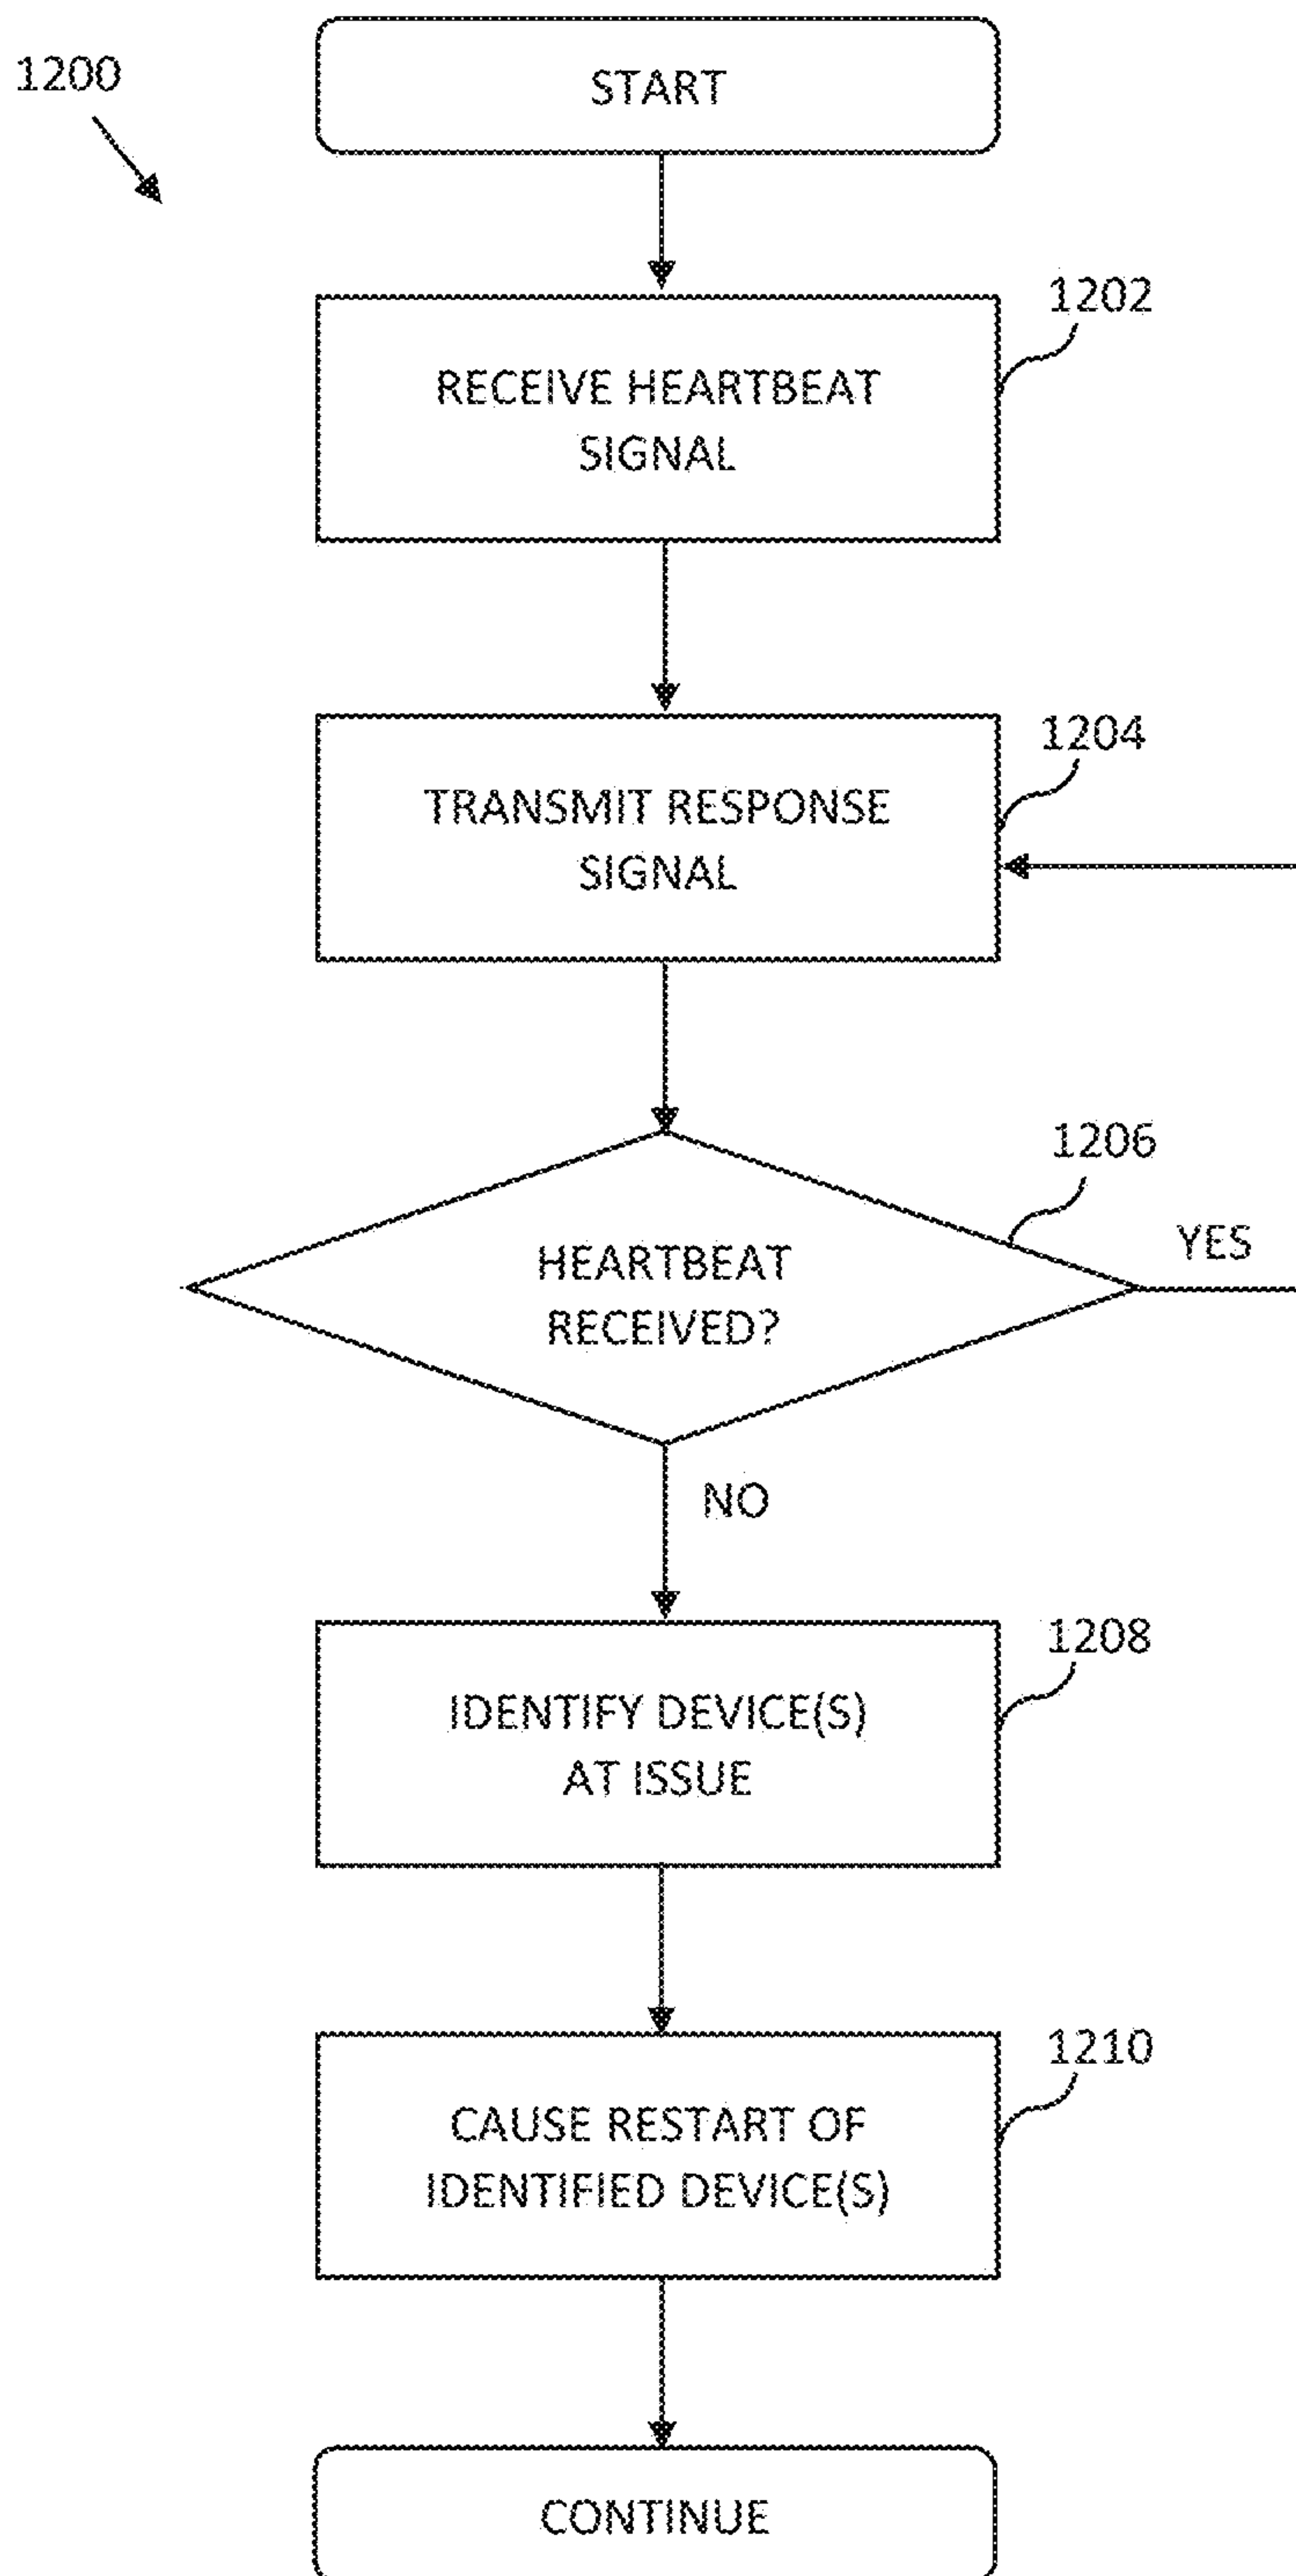 1200
START
1202
RECEIVE HEARTBEAT
SIGNAL
1204
TRANSMIT RESPONSE
SIGNAL
1206
HEARTBEAT
RECEIVED?
YES
NO
1208
IDENTIFY DEVICE(S)
AT ISSUE
1210
CAUSE RESTART OF
IDENTIFIED DEVICE(S)
CONTINUE